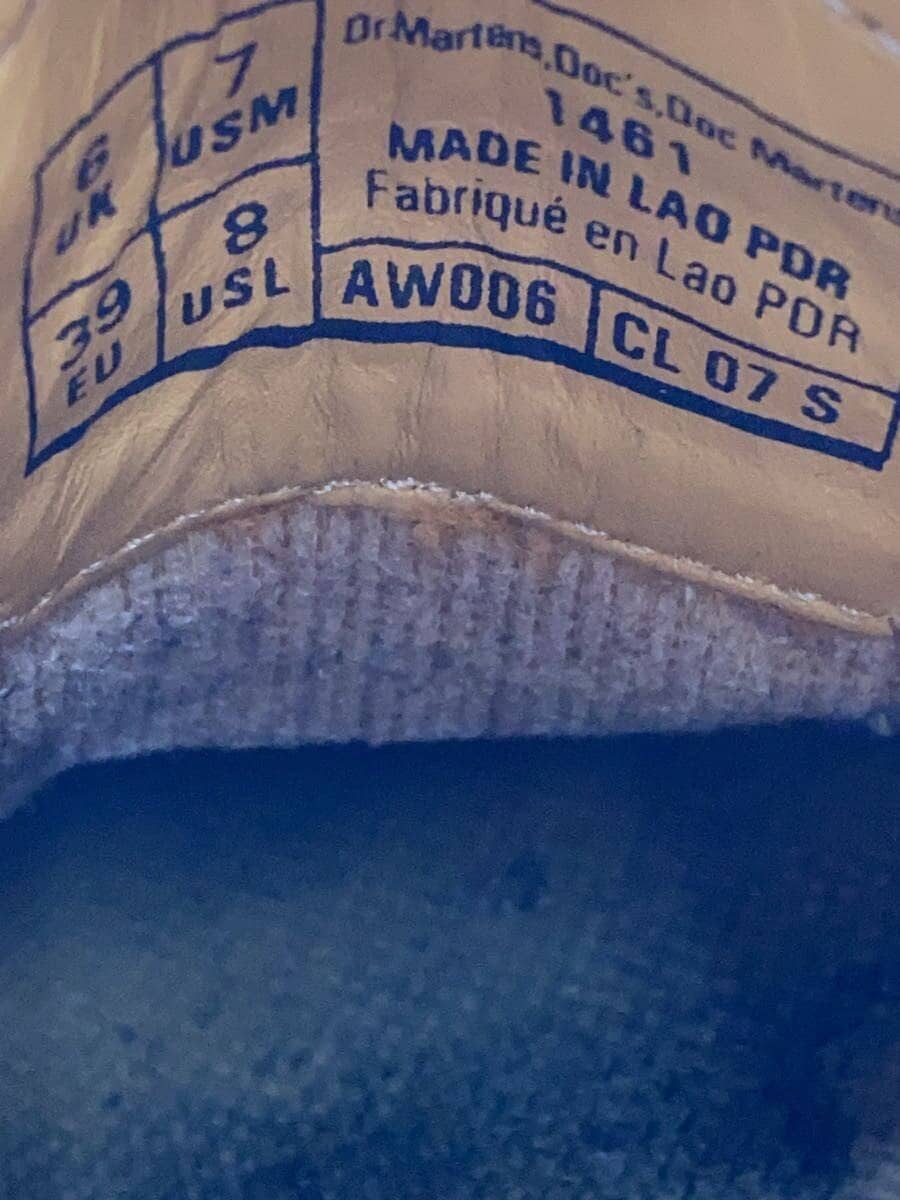 6
UK
7
USM
39
EU
8
USL
Dr.Martens,Doc's,Doc Martens
1461
MADE IN LAO PDR
Fabriqué en Lao PDR
AW006
CL 07 S